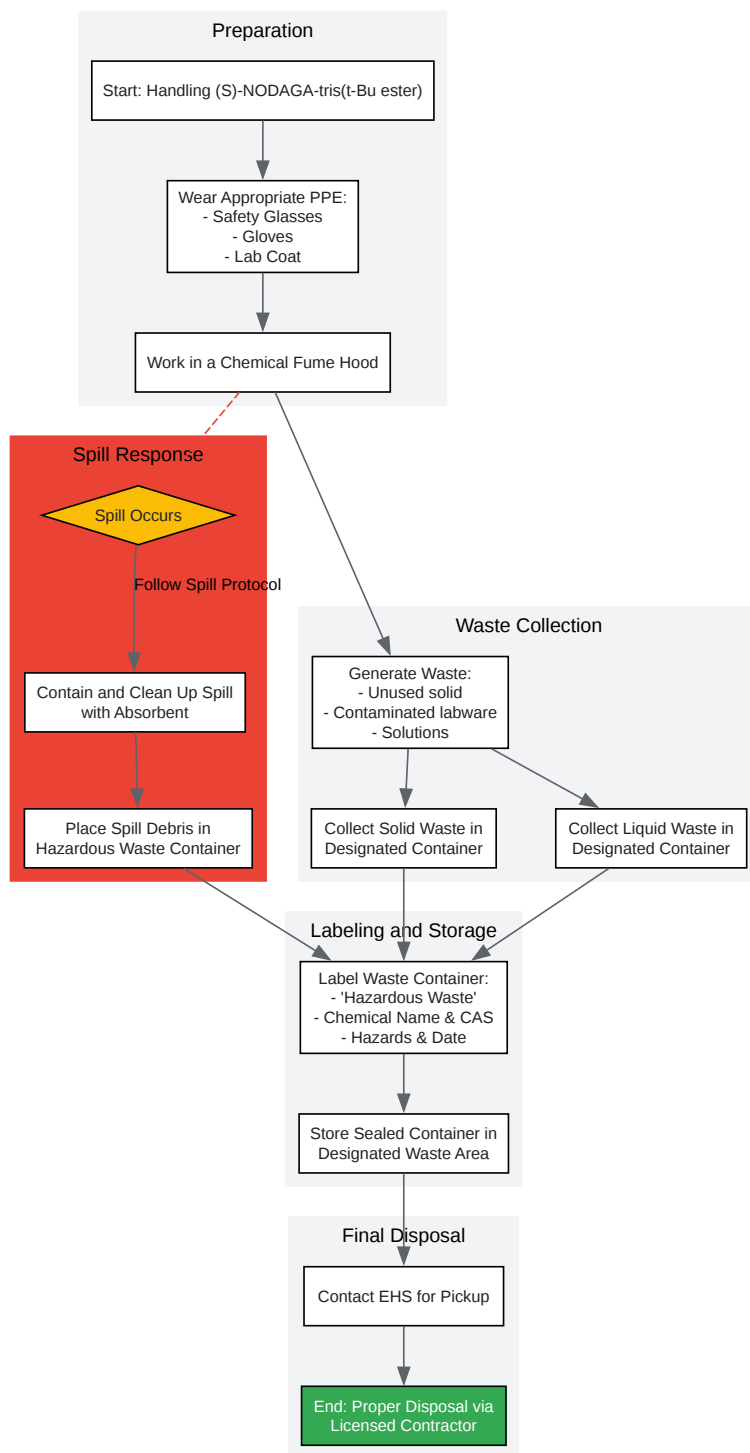 Preparation
Start: Handling (S)-NODAGA-tris(t-Bu ester)
Wear Appropriate PPE:
- Safety Glasses
- Gloves
- Lab Coat
Work in a Chemical Fume Hood
Spill Response
Spill Occurs
Follow Spill Protocol
Contain and Clean Up Spill
with Absorbent
Place Spill Debris in
Hazardous Waste Container
Waste Collection
Generate Waste:
- Unused solid
- Contaminated labware
- Solutions
Collect Solid Waste in
Designated Container
Collect Liquid Waste in
Designated Container
Labeling and Storage
Label Waste Container:
- 'Hazardous Waste'
- Chemical Name & CAS
- Hazards & Date
Store Sealed Container in
Designated Waste Area
Final Disposal
Contact EHS for Pickup
End: Proper Disposal via
Licensed Contractor